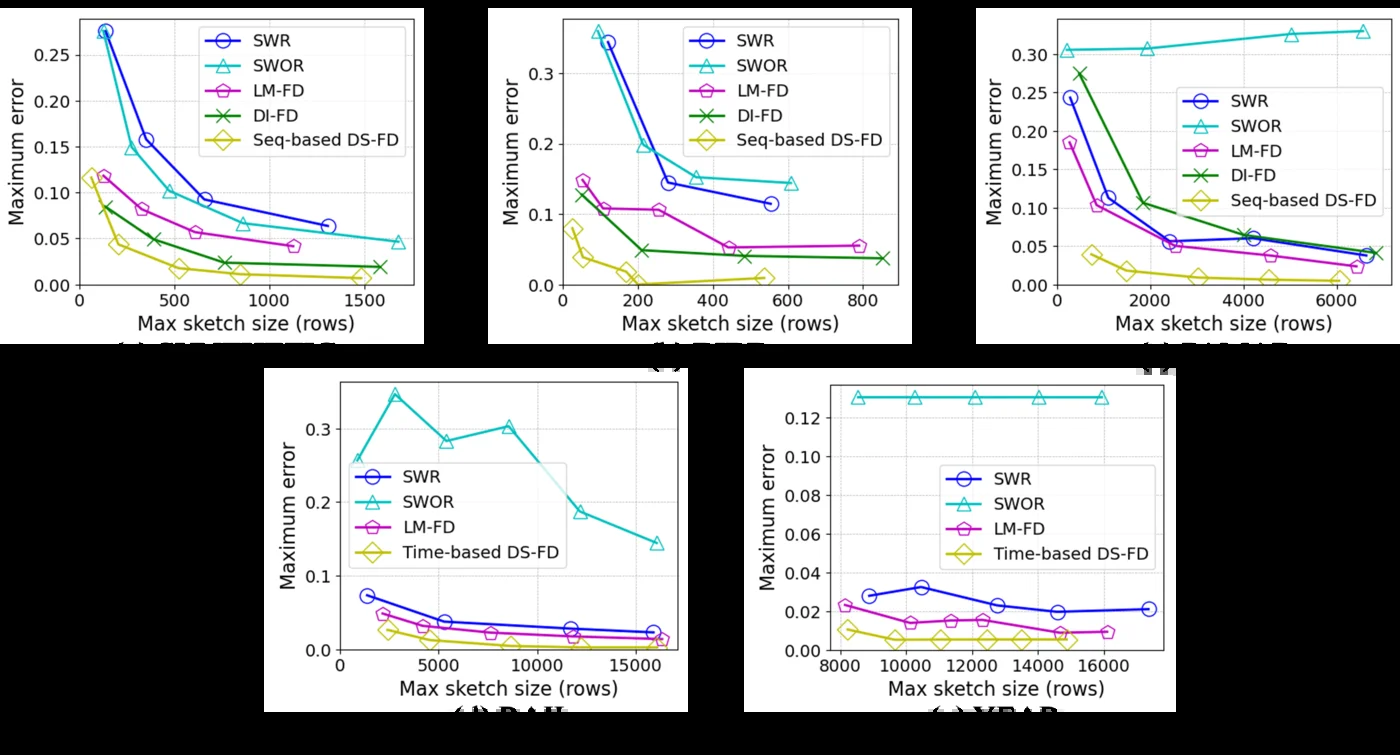 Maximum error
0.25
0.20
0.15
0.10
0.05
0.00
0 500 1000 1500
Max sketch size (rows)
SWR
SWOR
LM-FD
DI-FD
Seq-based DS-FD
Maximum error
0.3
0.2
0.1
0.0
0 200 400 600 800
Max sketch size (rows)
SWR
SWOR
LM-FD
DI-FD
Seq-based DS-FD
Maximum error
0.30
0.25
0.20
0.15
0.10
0.05
0.00
0 2000 4000 6000
Max sketch size (rows)
SWR
SWOR
LM-FD
DI-FD
Seq-based DS-FD
Maximum error
0.3
0.2
0.1
0.0
0 5000 10000 15000
Max sketch size (rows)
SWR
SWOR
LM-FD
Time-based DS-FD
Maximum error
0.12
0.10
0.08
0.06
0.04
0.02
0.00
8000 10000 12000 14000 16000
Max sketch size (rows)
SWR
SWOR
LM-FD
Time-based DS-FD